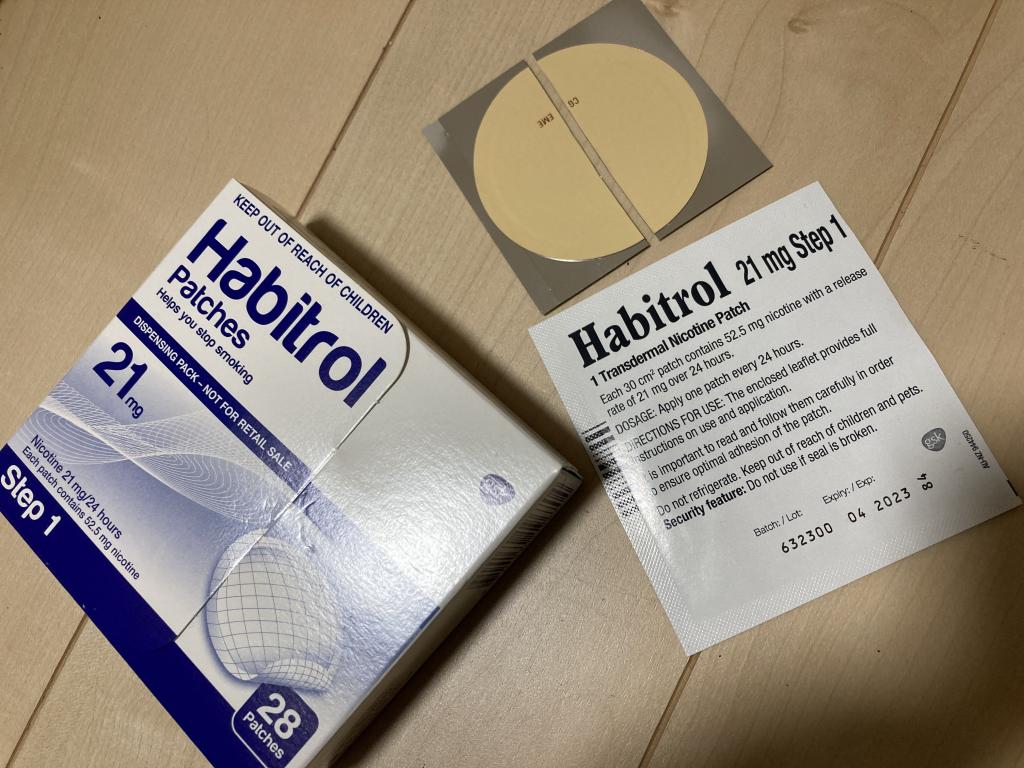 KEEP OUT OF REACH OF CHILDREN
Habitrol
Patches
Helps you stop smoking
DISPENSING PACK ~ NOT FOR RETAIL SALE
21 mg
Nicotine 21 mg/24 hours
Each patch contains 52.5 mg nicotine
Step 1
28
Patches
gsk
CG
EME
Habitrol 21 mg Step 1
1 Transdermal Nicotine Patch
Each 30 cm² patch contains 52.5 mg nicotine with a release
rate of 21 mg over 24 hours.
DOSAGE: Apply one patch every 24 hours.
DIRECTIONS FOR USE: The enclosed leaflet provides full
instructions on use and application.
is important to read and follow them carefully in order
to ensure optimal adhesion of the patch.
Do not refrigerate. Keep out of reach of children and pets.
Security feature: Do not use if seal is broken.
gsk
Batch: / Lot: Expiry: / Exp:
632300 04 2023